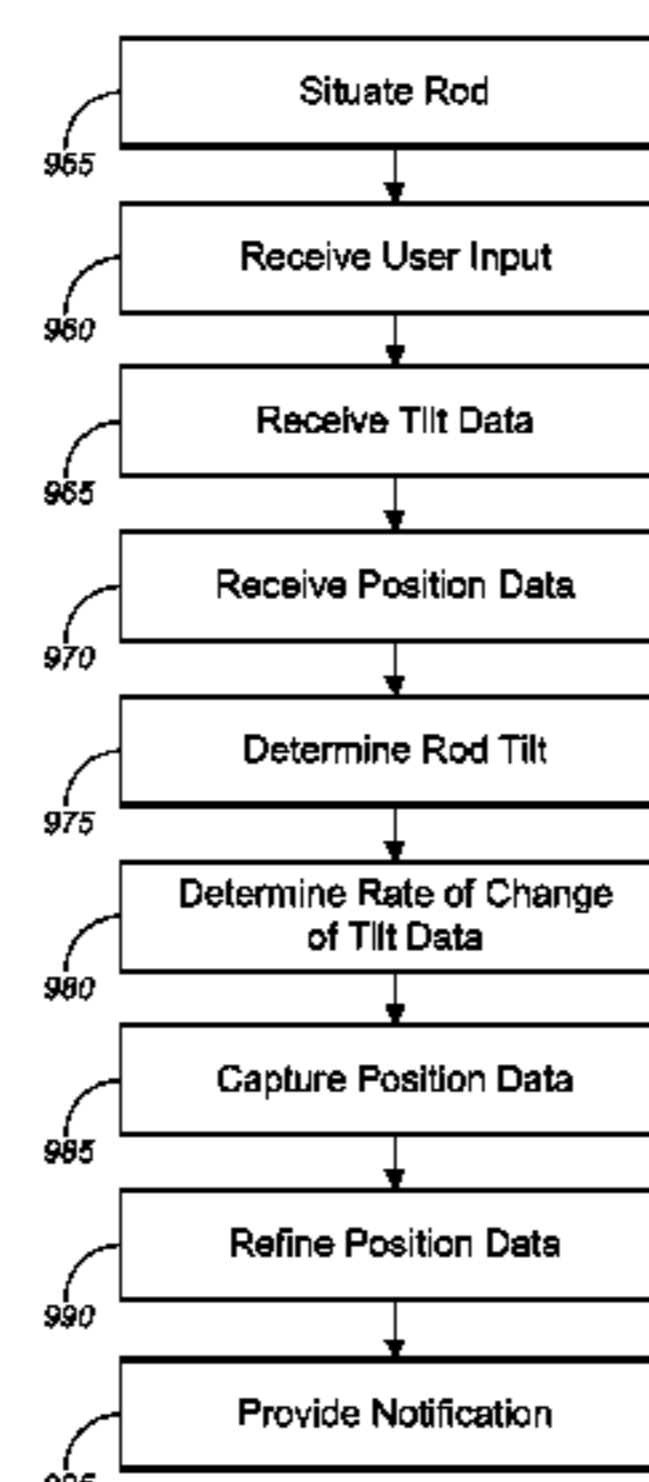 Situate Rod
955
Receive User Input
960
Receive Tilt Data
965
Receive Position Data
970
Determine Rod Tilt
975
Determine Rate of Change
of Tilt Data
980
Capture Position Data
985
Refine Position Data
990
Provide Notification